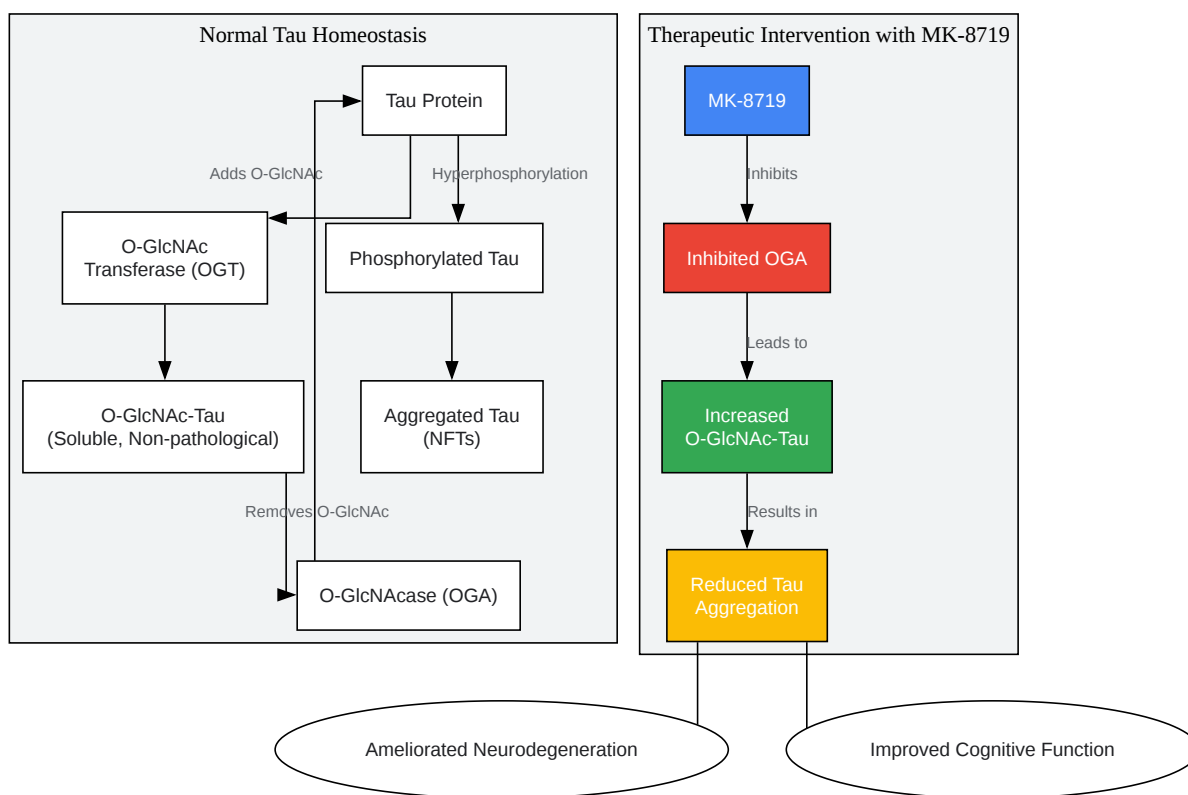 Normal Tau Homeostasis
Tau Protein
Adds O-GlcNAc
Hyperphosphorylation
O-GlcNAc
Transferase (OGT)
Phosphorylated Tau
O-GlcNAc-Tau
(Soluble, Non-pathological)
Aggregated Tau
(NFTs)
Removes O-GlcNAc
O-GlcNAcase (OGA)
Therapeutic Intervention with MK-8719
MK-8719
Inhibits
Inhibited OGA
Leads to
Increased
O-GlcNAc-Tau
Results in
Reduced Tau
Aggregation
Ameliorated Neurodegeneration
Improved Cognitive Function